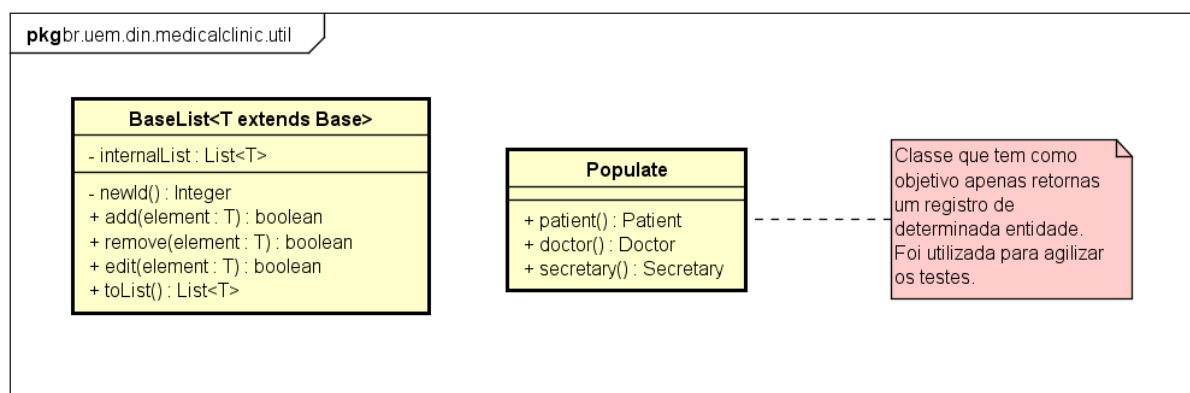 pkg br.uem.din.medicalclinic.util
BaseList<T extends Base>
- internalList : List<T>
- newId() : Integer
+ add(element : T) : boolean
+ remove(element : T) : boolean
+ edit(element : T) : boolean
+ toList() : List<T>
Populate
+ patient() : Patient
+ doctor() : Doctor
+ secretary() : Secretary
Classe que tem como
objetivo apenas retornas
um registro de
determinada entidade.
Foi utilizada para agilizar
os testes.